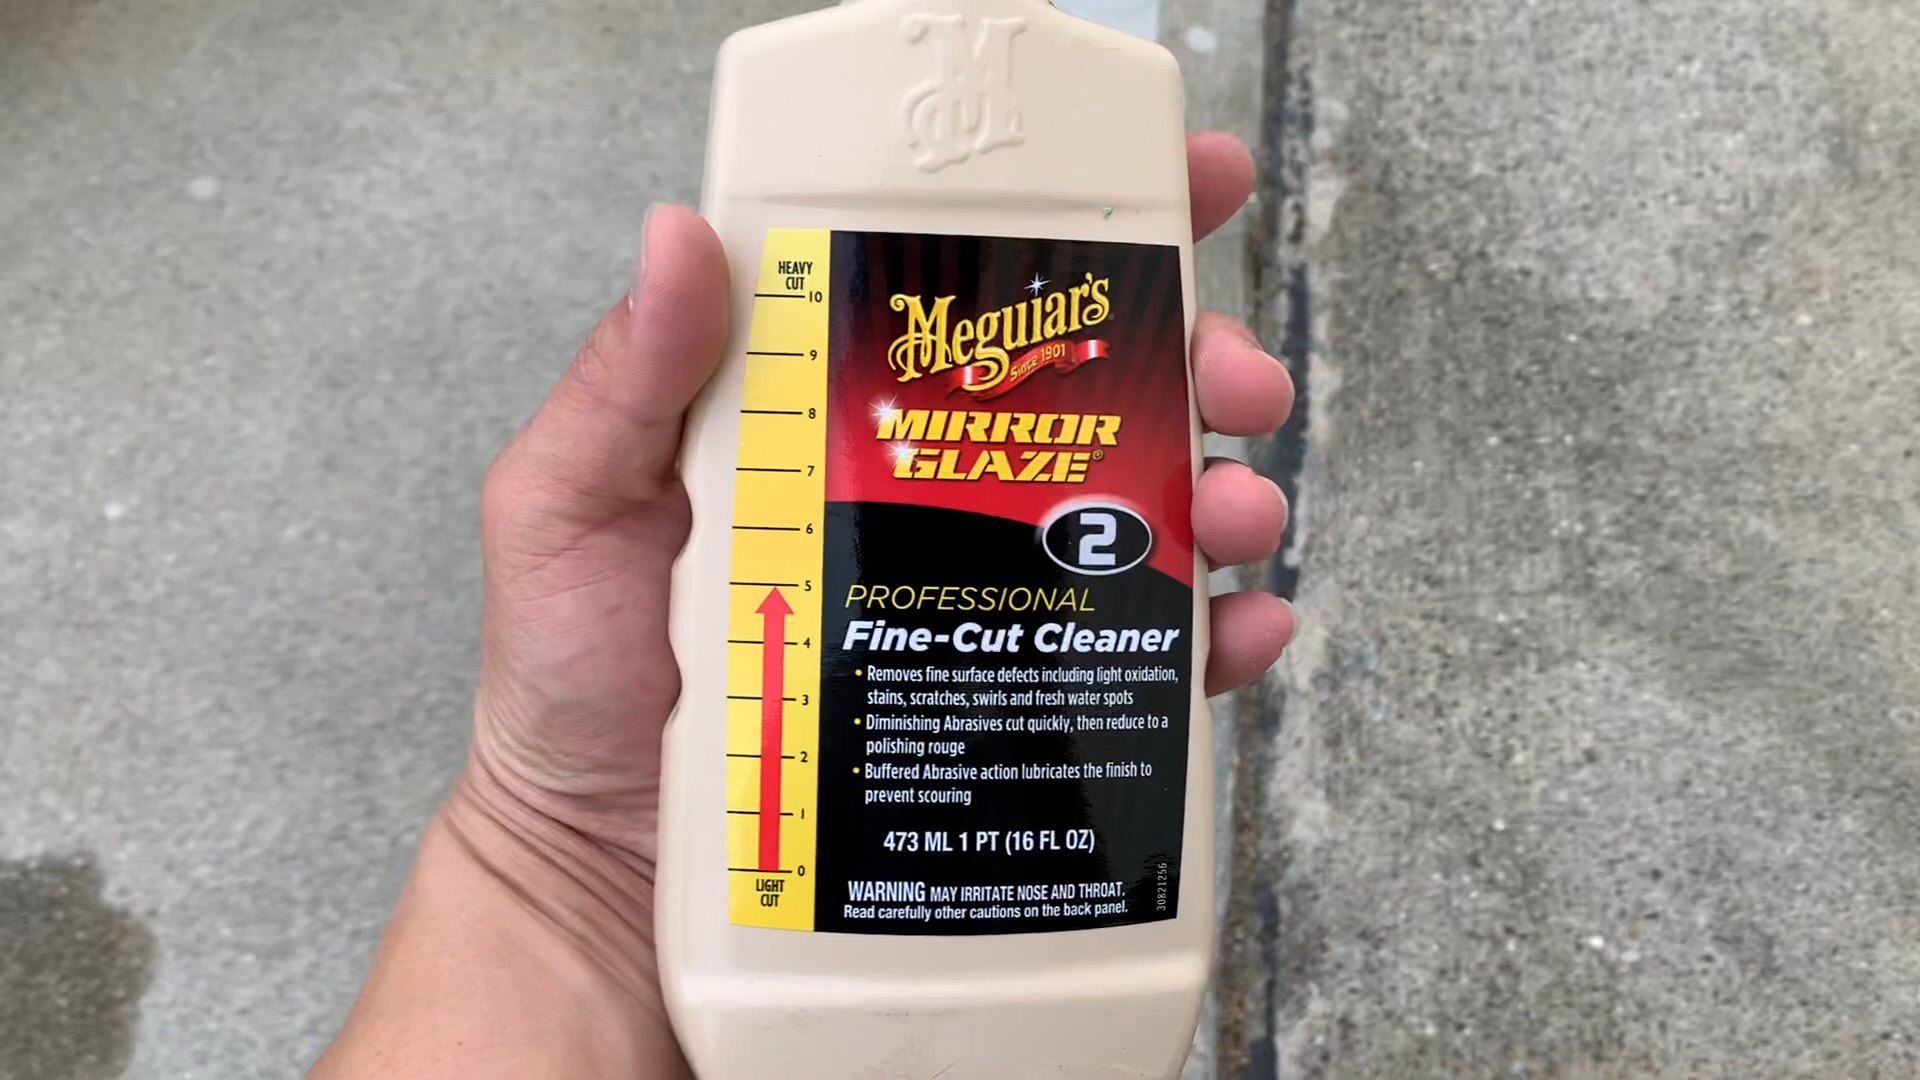 M
HEAVY
CUT
10
9
8
7
6
5
4
3
2
1
0
LIGHT
CUT
Meguiar's
Since 1901
MIRROR
GLAZE®
2
PROFESSIONAL
Fine-Cut Cleaner
• Removes fine surface defects including light oxidation,
stains, scratches, swirls and fresh water spots
• Diminishing Abrasives cut quickly, then reduce to a
polishing rouge
• Buffered Abrasive action lubricates the finish to
prevent scouring
473 ML 1 PT (16 FL OZ)
WARNING MAY IRRITATE NOSE AND THROAT.
Read carefully other cautions on the back panel.
30821256